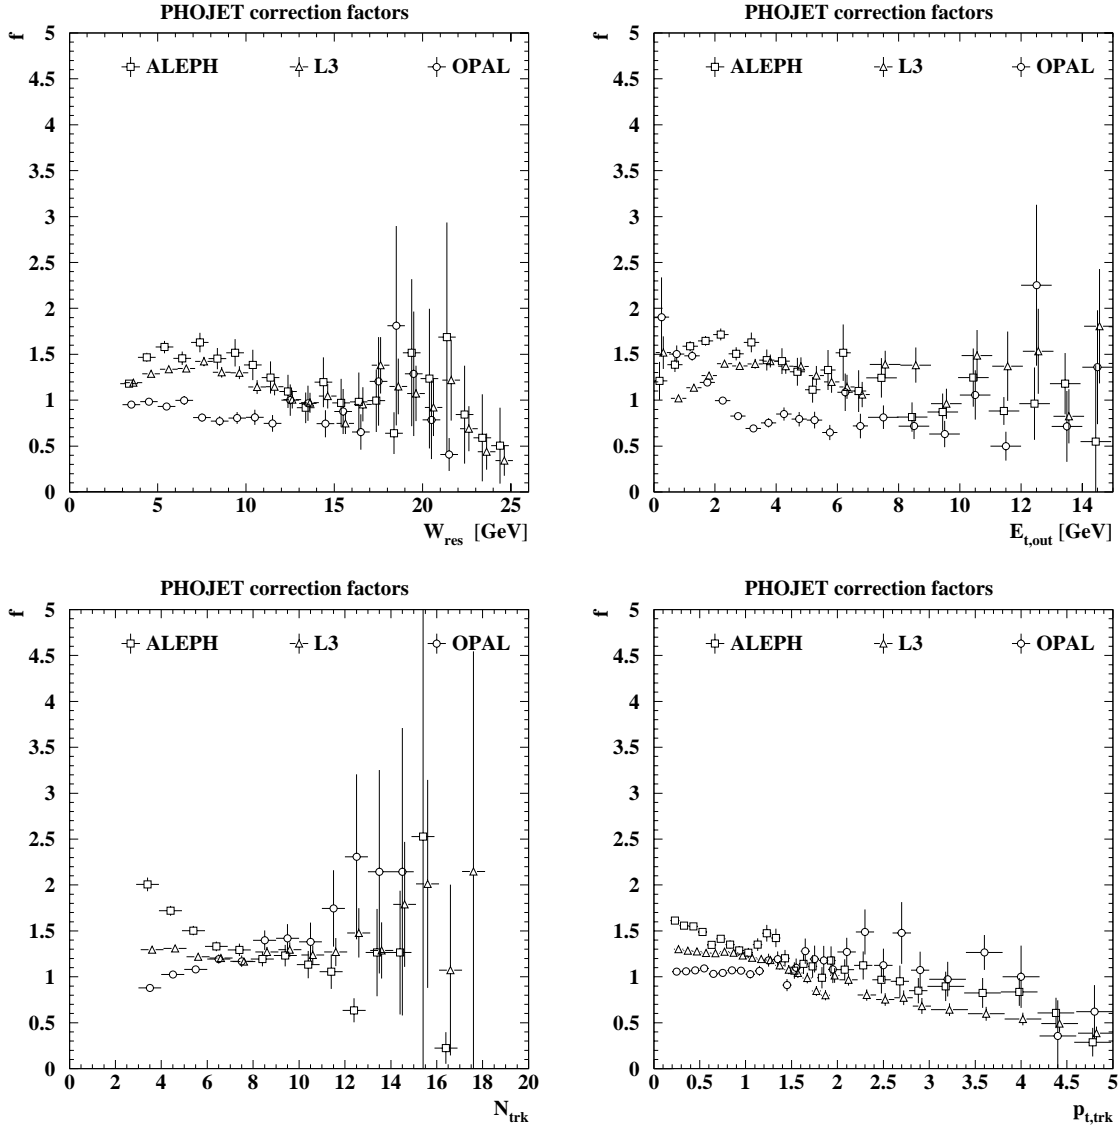 PHOJET correction factors
f
5
4.5
4
3.5
3
2.5
2
1.5
1
0.5
0
ALEPH L3 OPAL
5 10 15 20 25
W_res [GeV]
PHOJET correction factors
f
5
4.5
4
3.5
3
2.5
2
1.5
1
0.5
0
ALEPH L3 OPAL
0 2 4 6 8 10 12 14
E_t,out [GeV]
PHOJET correction factors
f
5
4.5
4
3.5
3
2.5
2
1.5
1
0.5
0
ALEPH L3 OPAL
0 2 4 6 8 10 12 14 16 18 20
N_trk
PHOJET correction factors
f
5
4.5
4
3.5
3
2.5
2
1.5
1
0.5
0
ALEPH L3 OPAL
0 0.5 1 1.5 2 2.5 3 3.5 4 4.5 5
p_t,trk